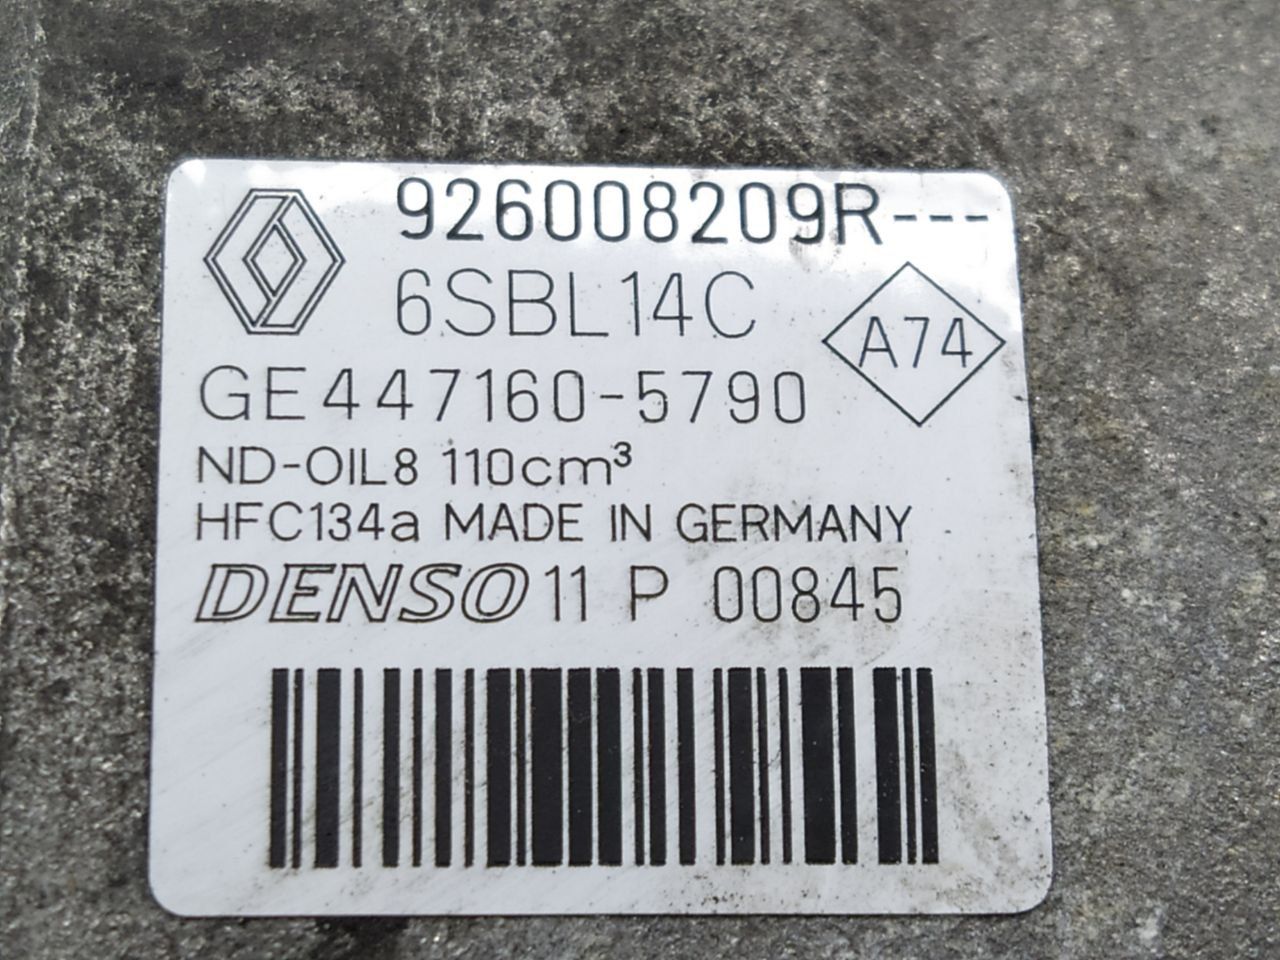 926008209R---
6SBL14C
A74
GE447160-5790
ND-OIL8 110cm³
HFC134a MADE IN GERMANY
DENSO 11 P 00845